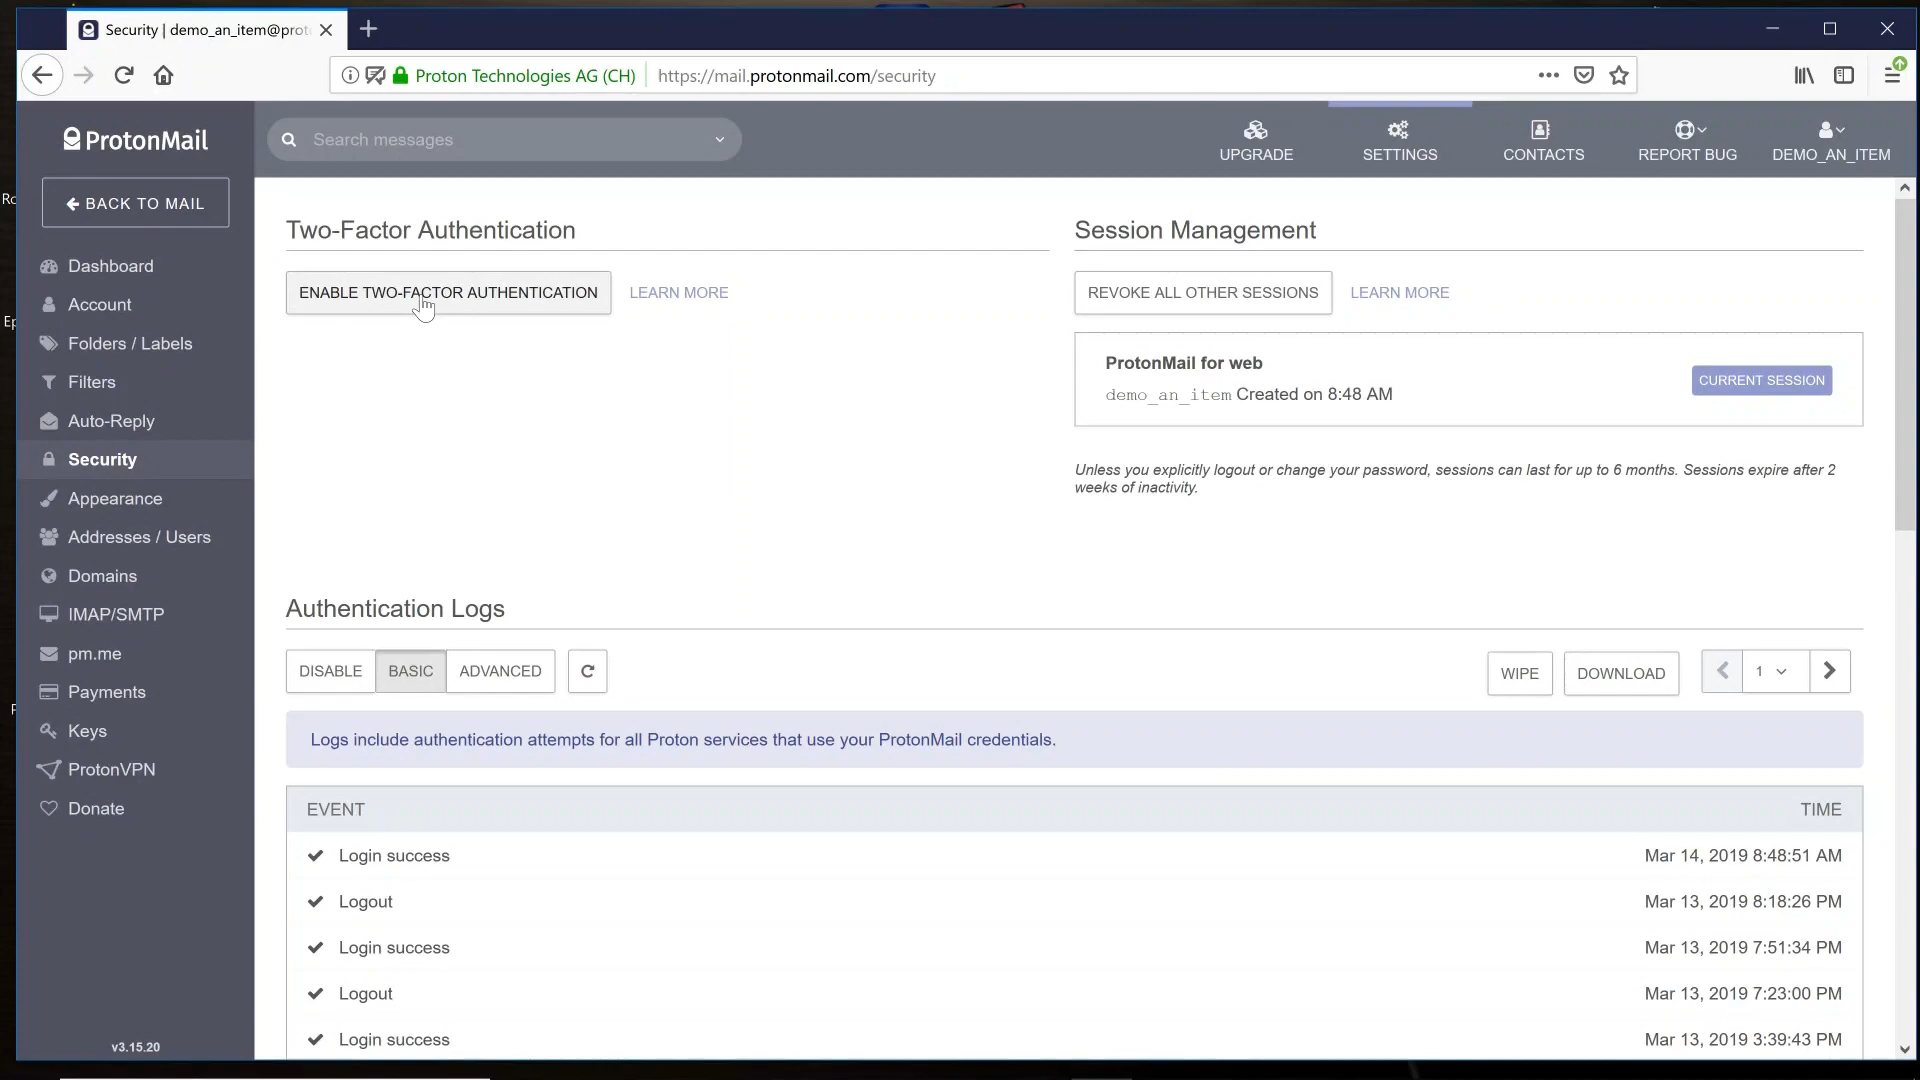 Security | demo_an_item@prot
Proton Technologies AG (CH)
https://mail.protonmail.com/security
ProtonMail
Search messages
UPGRADE
SETTINGS
CONTACTS
REPORT BUG
DEMO_AN_ITEM
BACK TO MAIL
Dashboard
Account
Folders / Labels
Filters
Auto-Reply
Security
Appearance
Addresses / Users
Domains
IMAP/SMTP
pm.me
Payments
Keys
ProtonVPN
Donate
v3.15.20
Two-Factor Authentication
ENABLE TWO-FACTOR AUTHENTICATION
LEARN MORE
Session Management
REVOKE ALL OTHER SESSIONS
LEARN MORE
ProtonMail for web
demo_an_item Created on 8:48 AM
CURRENT SESSION
Unless you explicitly logout or change your password, sessions can last for up to 6 months. Sessions expire after 2
weeks of inactivity.
Authentication Logs
DISABLE
BASIC
ADVANCED
WIPE
DOWNLOAD
1
Logs include authentication attempts for all Proton services that use your ProtonMail credentials.
EVENT TIME
Login success Mar 14, 2019 8:48:51 AM
Logout Mar 13, 2019 8:18:26 PM
Login success Mar 13, 2019 7:51:34 PM
Logout Mar 13, 2019 7:23:00 PM
Login success Mar 13, 2019 3:39:43 PM